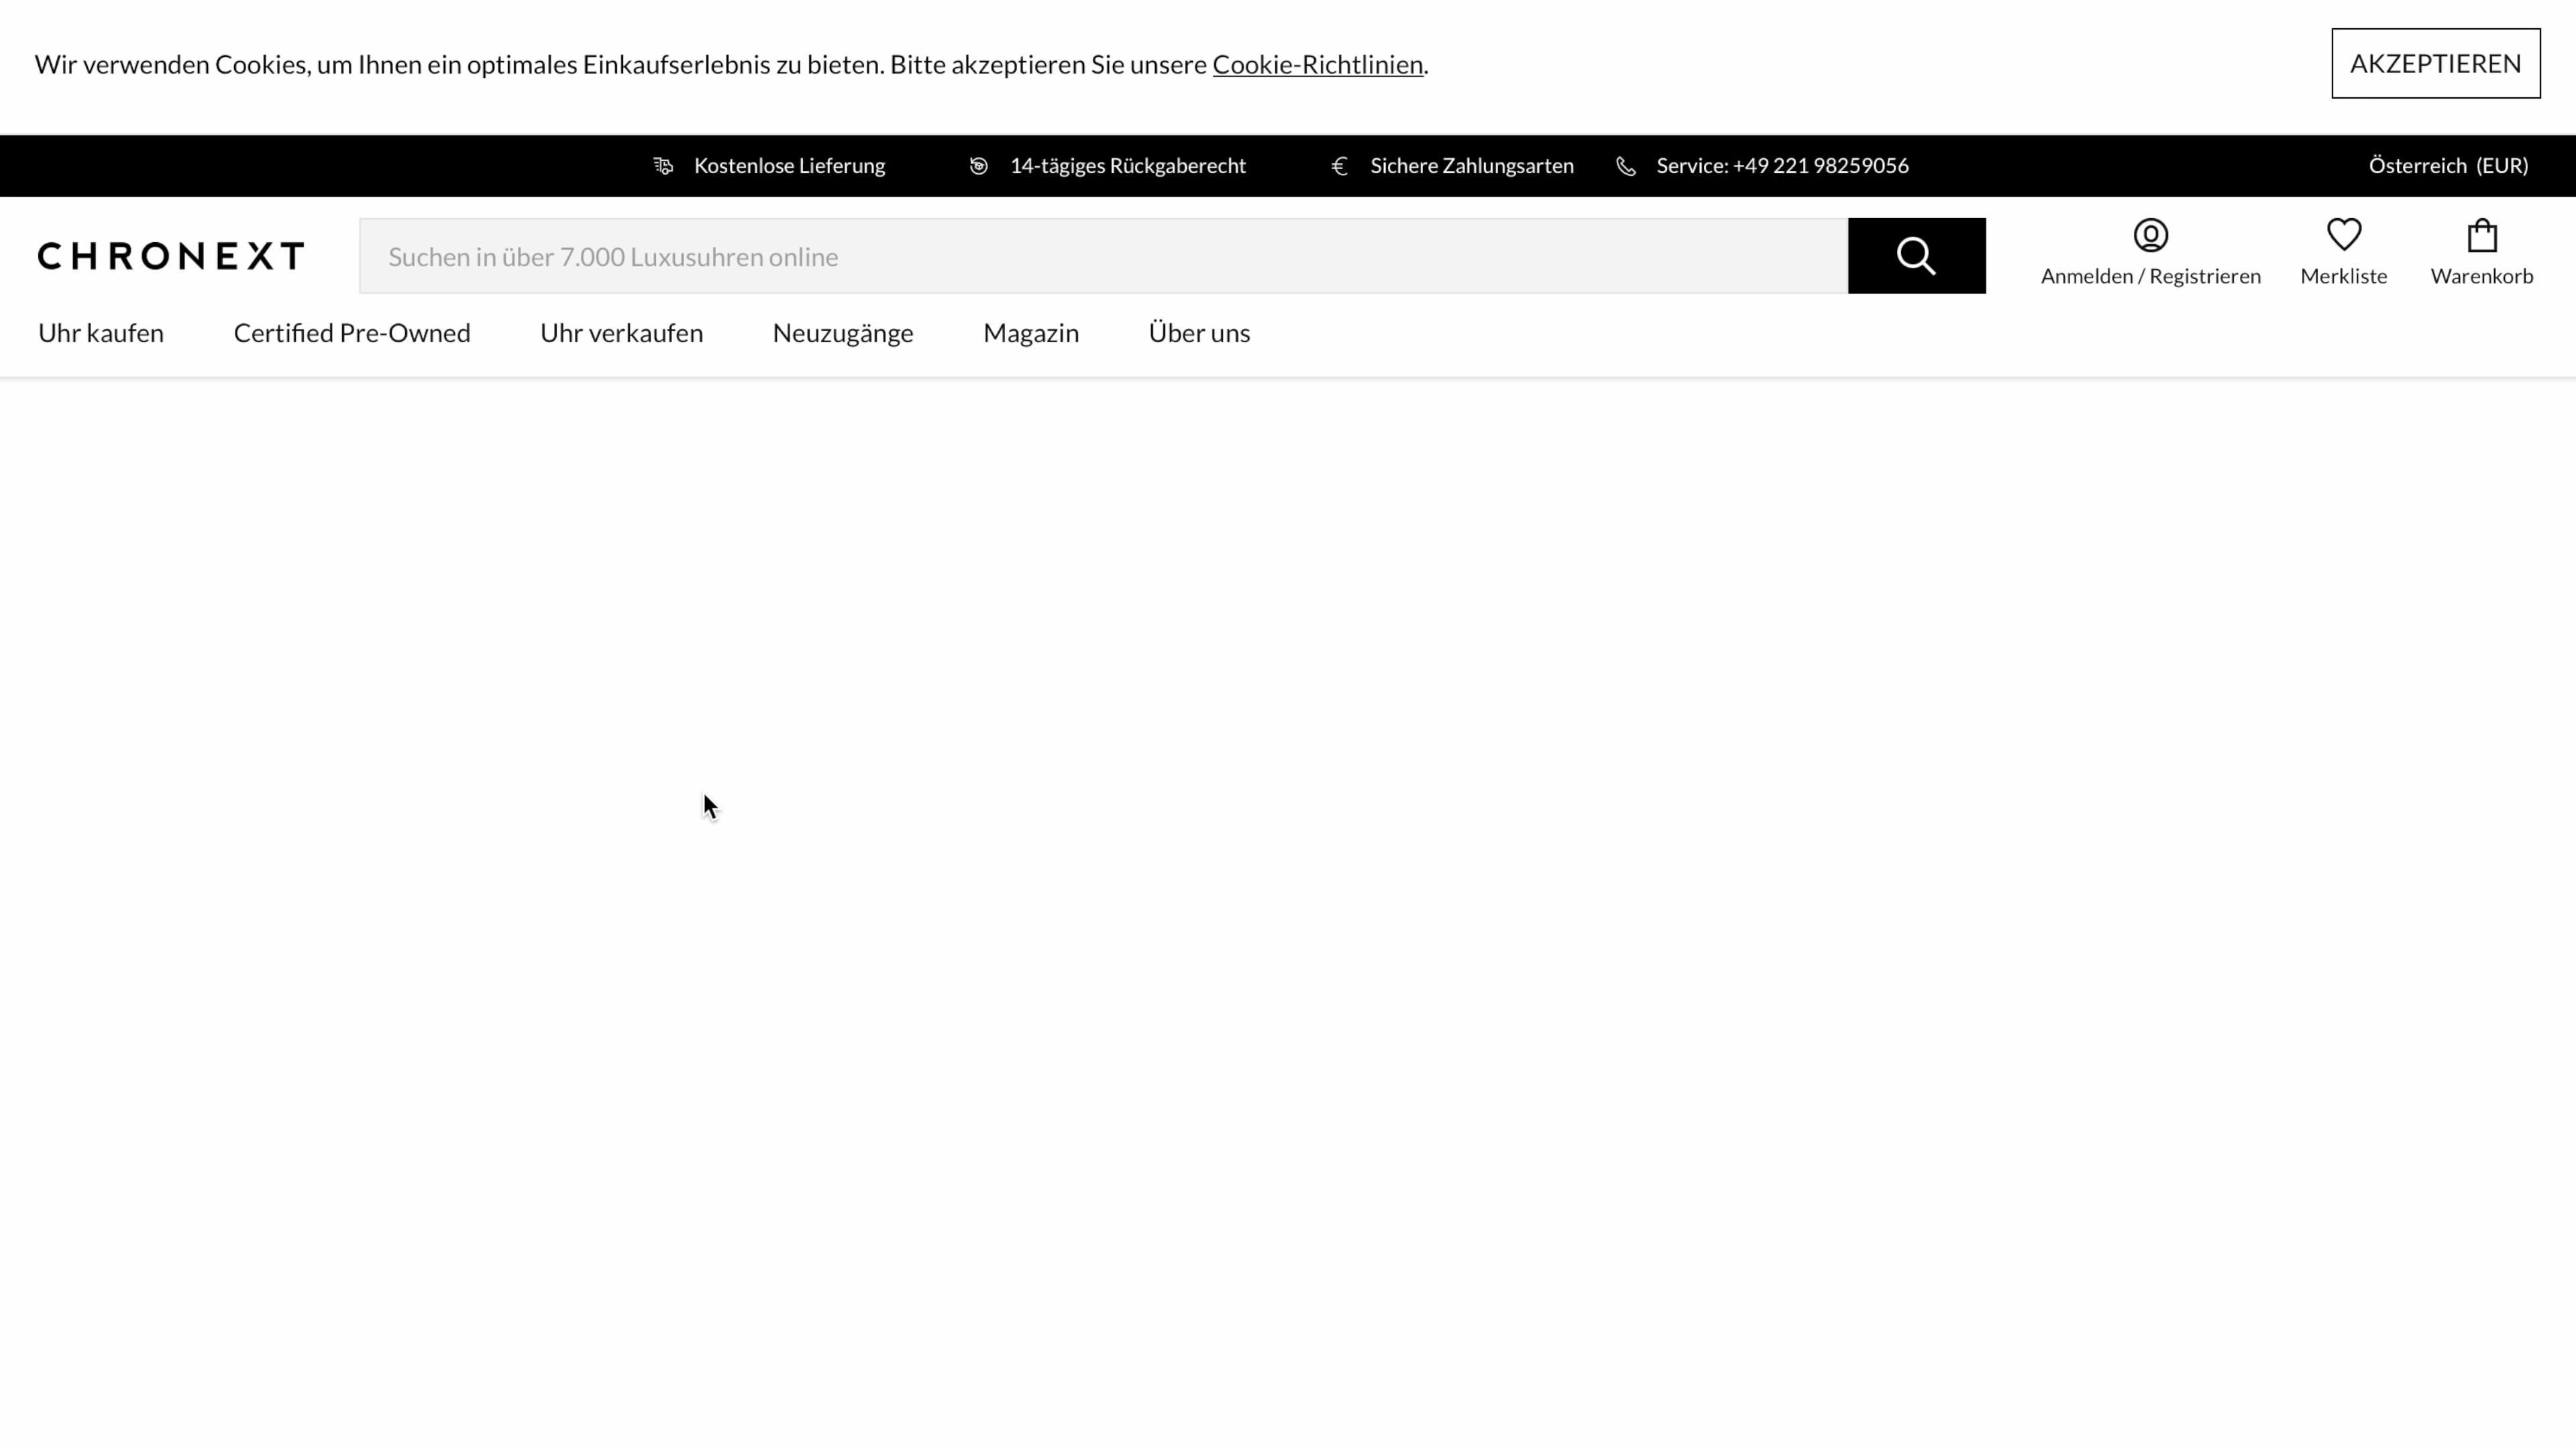 Wir verwenden Cookies, um Ihnen ein optimales Einkaufserlebnis zu bieten. Bitte akzeptieren Sie unsere Cookie-Richtlinien.
AKZEPTIEREN
Kostenlose Lieferung
14-tägiges Rückgaberecht
€ Sichere Zahlungsarten
Service: +49 221 98259056
Österreich (EUR)
CHRONEXT
Suchen in über 7.000 Luxusuhren online
Anmelden / Registrieren
Merkliste
Warenkorb
Uhr kaufen
Certified Pre-Owned
Uhr verkaufen
Neuzugänge
Magazin
Über uns